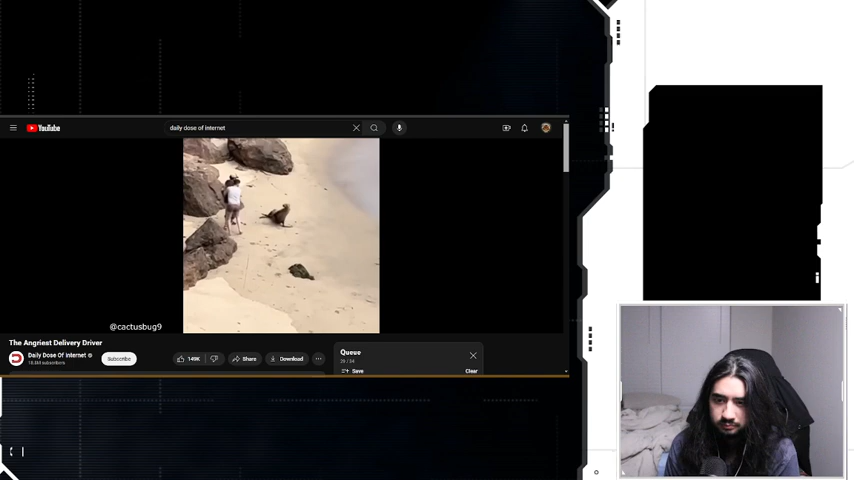 YouTube
daily dose of internet
@cactusbug9
The Angriest Delivery Driver
Daily Dose Of Internet
Subscribe
149K
Share
Download
Queue
Save
Clear